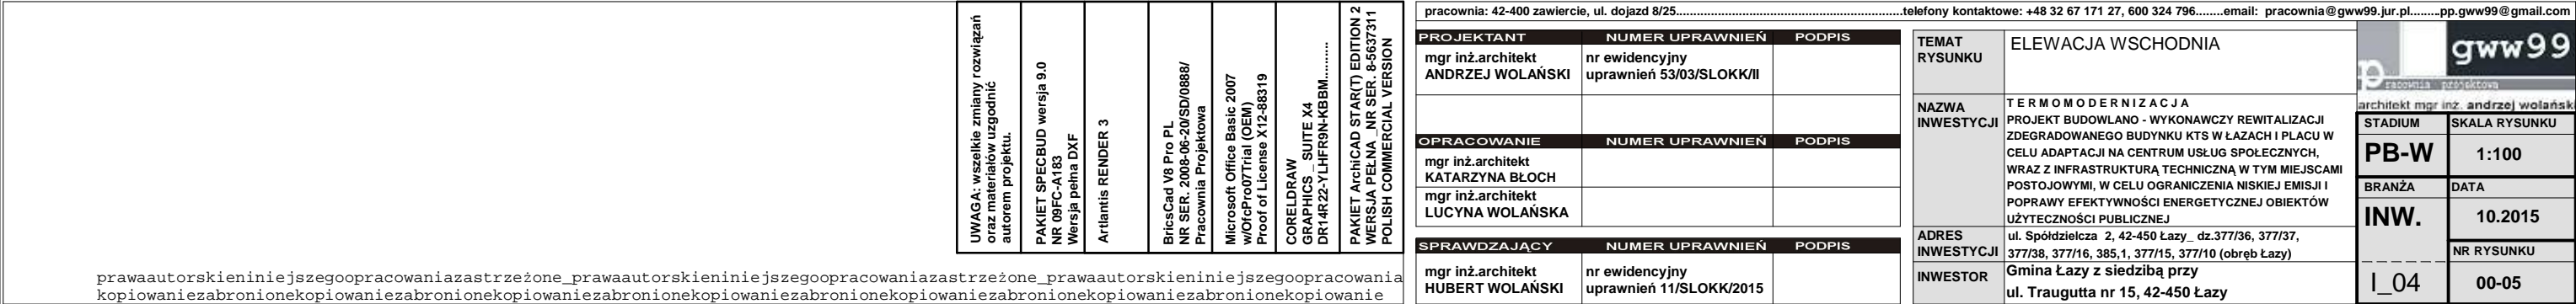 pracownia: 42-400 zawiercie, ul. dojazd 8/25...........................................................................telefony kontaktowe: +48 32 67 171 27, 600 324 796........email: pracownia@gww99.jur.pl.........pp.gww99@gmail.com
UWAGA: wszelkie zmiany rozwiązań
oraz materiałów uzgodnić
autorem projektu.
PAKIET SPECBUD wersja 9.0
NR 09FC-A183
Wersja pełna DXF
Artlantis RENDER 3
BricsCad V8 Pro PL
NR SER. 2008-06-20/SD/0888/
Pracownia Projektowa
Microsoft Office Basic 2007
w/OfcPro07Trial (OEM)
Proof of License X12-88319
CORELDRAW
GRAPHICS _ SUITE X4
DR14R22-YLHFR9N-KBBM..........
PAKIET ArchiCAD STAR(T) EDITION 2
WERSJA PEŁNA _NR SER. 8-5637311
POLISH COMMERCIAL VERSION
prawaautorskieniniejszegoopracowaniazastrzeżone_prawaautorskieniniejszegoopracowaniazastrzeżone_prawaautorskieniniejszegoopracowania
kopiowaniezabronionekopiowaniezabronionekopiowaniezabronionekopiowaniezabronionekopiowaniezabronionekopiowanie
PROJEKTANT NUMER UPRAWNIEŃ PODPIS
mgr inż.architekt nr ewidencyjny
ANDRZEJ WOLAŃSKI uprawnień 53/03/SLOKK/II
OPRACOWANIE NUMER UPRAWNIEŃ PODPIS
mgr inż.architekt
KATARZYNA BŁOCH
mgr inż.architekt
LUCYNA WOLAŃSKA
SPRAWDZAJĄCY NUMER UPRAWNIEŃ PODPIS
mgr inż.architekt nr ewidencyjny
HUBERT WOLAŃSKI uprawnień 11/SLOKK/2015
TEMAT
RYSUNKU
ELEWACJA WSCHODNIA
NAZWA
INWESTYCJI
T E R M O M O D E R N I Z A C J A
PROJEKT BUDOWLANO - WYKONAWCZY REWITALIZACJI
ZDEGRADOWANEGO BUDYNKU KTS W ŁAZACH I PLACU W
CELU ADAPTACJI NA CENTRUM USŁUG SPOŁECZNYCH,
WRAZ Z INFRASTRUKTURĄ TECHNICZNĄ W TYM MIEJSCAMI
POSTOJOWYMI, W CELU OGRANICZENIA NISKIEJ EMISJI I
POPRAWY EFEKTYWNOŚCI ENERGETYCZNEJ OBIEKTÓW
UŻYTECZNOŚCI PUBLICZNEJ
ADRES
INWESTYCJI
ul. Spółdzielcza 2, 42-450 Łazy_ dz.377/36, 377/37,
377/38, 377/16, 385,1, 377/15, 377/10 (obręb Łazy)
INWESTOR
Gmina Łazy z siedzibą przy
ul. Traugutta nr 15, 42-450 Łazy
gww99
pracownia projektowa
architekt mgr inż. andrzej wolańsk
STADIUM
PB-W
SKALA RYSUNKU
1:100
BRANŻA
INW.
DATA
10.2015
I_04
NR RYSUNKU
00-05